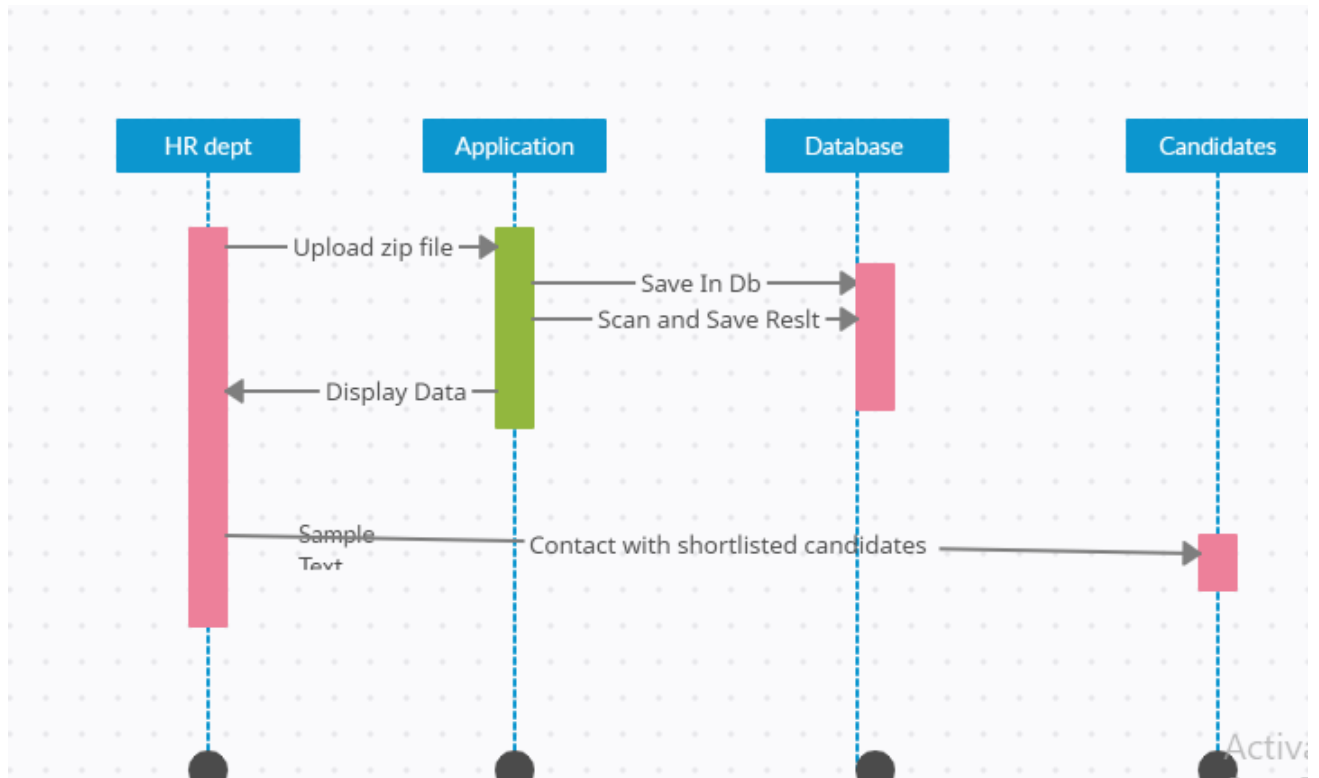 HR dept
Application
Database
Candidates
Upload zip file
Save In Db
Scan and Save Reslt
Display Data
Sample
Text
Contact with shortlisted candidates